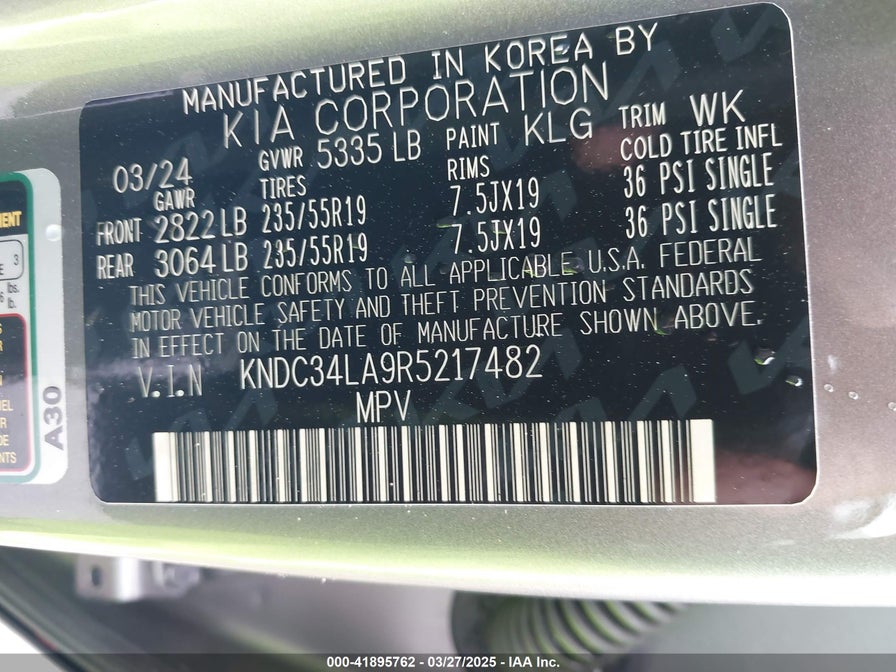 MANUFACTURED IN KOREA BY
KIA CORPORATION
03/24 GVWR 5335 LB PAINT KLG TRIM WK
GAWR TIRES RIMS COLD TIRE INFL
FRONT 2822 LB 235/55R19 7.5JX19 36 PSI SINGLE
REAR 3064 LB 235/55R19 7.5JX19 36 PSI SINGLE
THIS VEHICLE CONFORMS TO ALL APPLICABLE U.S.A. FEDERAL
MOTOR VEHICLE SAFETY AND THEFT PREVENTION STANDARDS
IN EFFECT ON THE DATE OF MANUFACTURE SHOWN ABOVE.
V.I.N KNDC34LA9R5217482
MPV
3
lbs.
lb.
A30
000-41895762 - 03/27/2025 - IAA Inc.